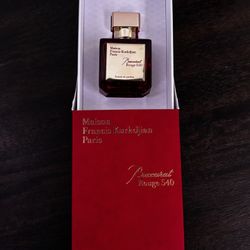 Maison
Francis Kurkdjian
Paris
Baccarat
Rouge 540
Maison
Francis Kurkdjian
Paris
Baccarat
Rouge 540